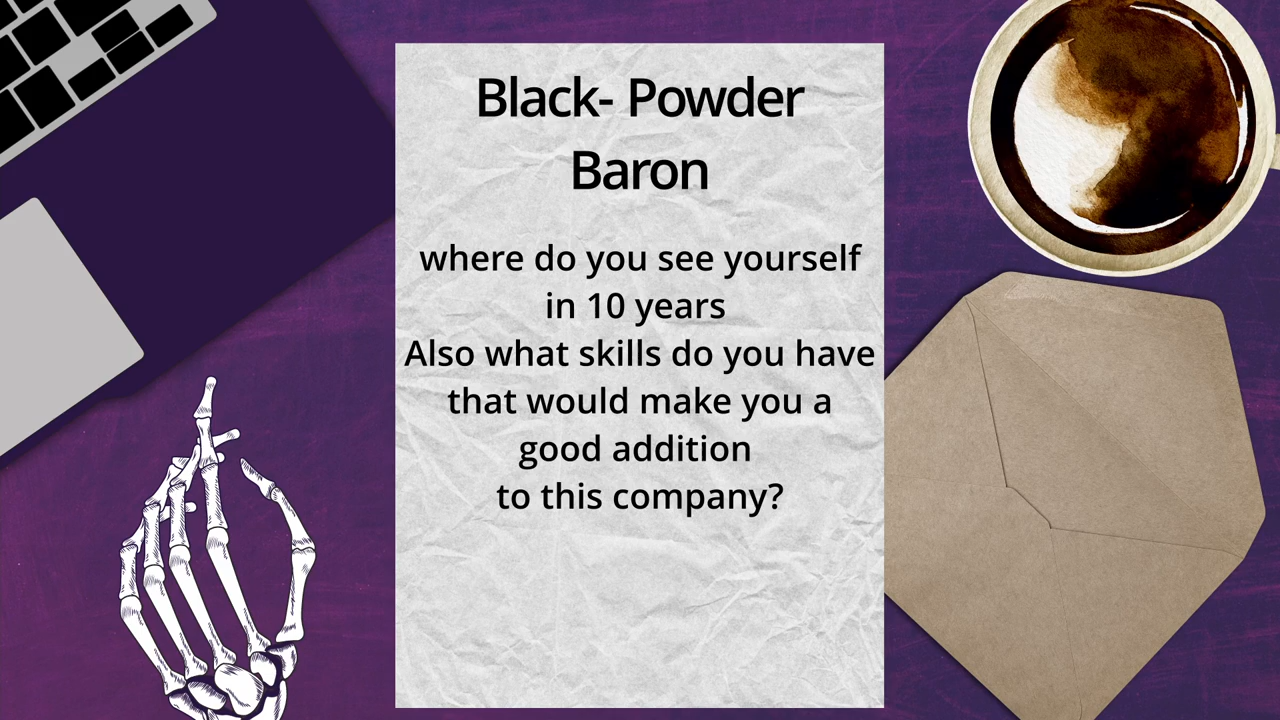 Black- Powder
Baron
where do you see yourself
in 10 years
Also what skills do you have
that would make you a
good addition
to this company?